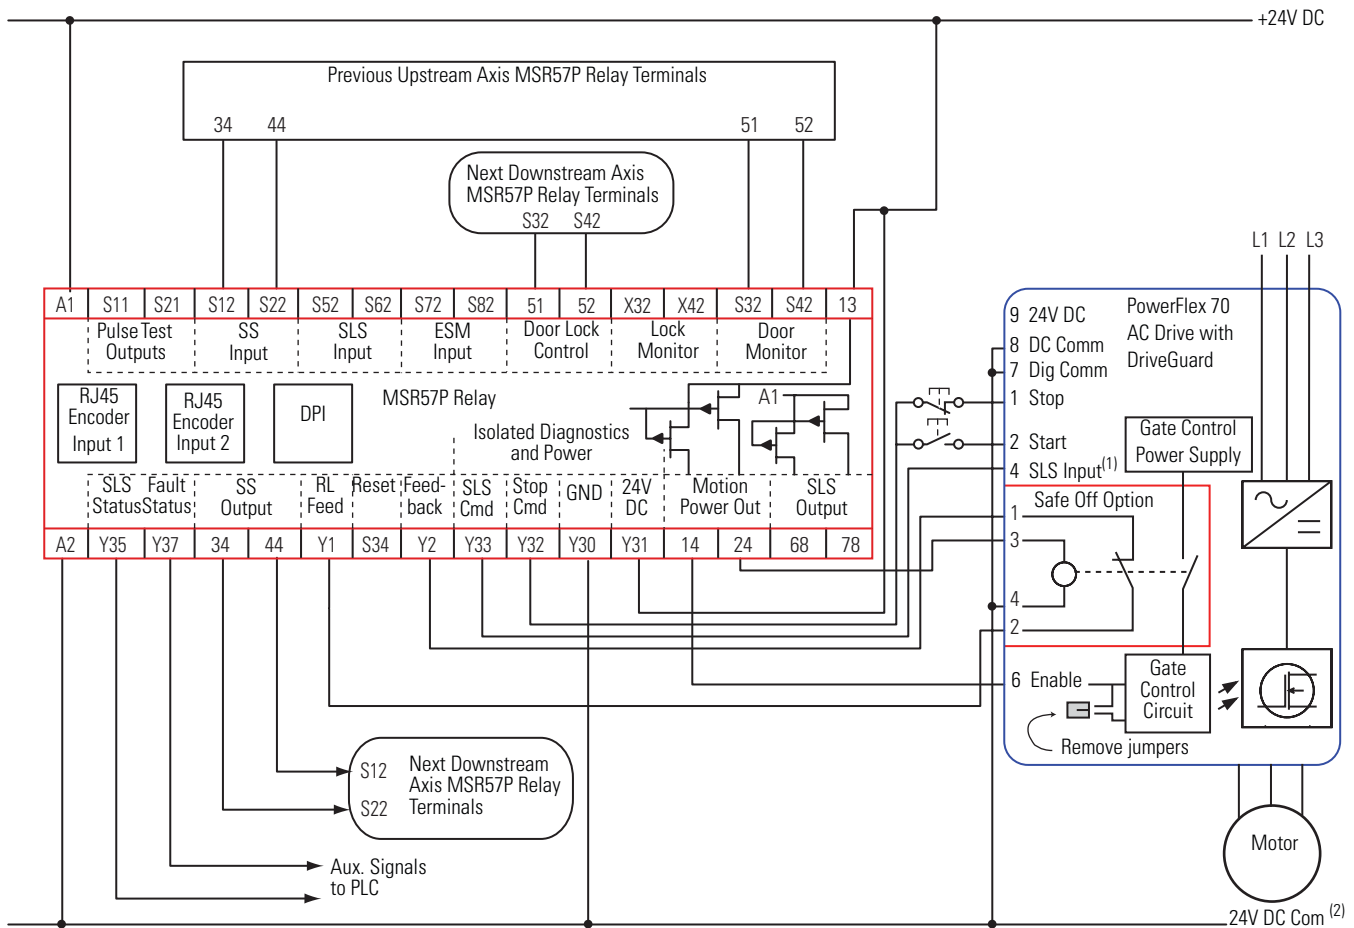 +24V DC
Previous Upstream Axis MSR57P Relay Terminals
34 44 51 52
Next Downstream Axis
MSR57P Relay Terminals
S32 S42
L1 L2 L3
A1 S11 S21 S12 S22 S52 S62 S72 S82 51 52 X32 X42 S32 S42 13
Pulse Test
Outputs
SS
Input
SLS
Input
ESM
Input
Door Lock
Control
Lock
Monitor
Door
Monitor
RJ45
Encoder
Input 1
RJ45
Encoder
Input 2
DPI
MSR57P Relay
A1
Isolated Diagnostics
and Power
SLS
Status
Fault
Status
SS
Output
RL
Feed
Reset
Feed-
back
SLS
Cmd
Stop
Cmd
GND
24V
DC
Motion
Power Out
SLS
Output
A2 Y35 Y37 34 44 Y1 S34 Y2 Y33 Y32 Y30 Y31 14 24 68 78
9 24V DC
8 DC Comm
7 Dig Comm
1 Stop
2 Start
4 SLS Input(1)
PowerFlex 70
AC Drive with
DriveGuard
Gate Control
Power Supply
Safe Off Option
1
3
4
2
6 Enable
Gate
Control
Circuit
Remove jumpers
S12
S22
Next Downstream
Axis MSR57P Relay
Terminals
Aux. Signals
to PLC
Motor
24V DC Com (2)